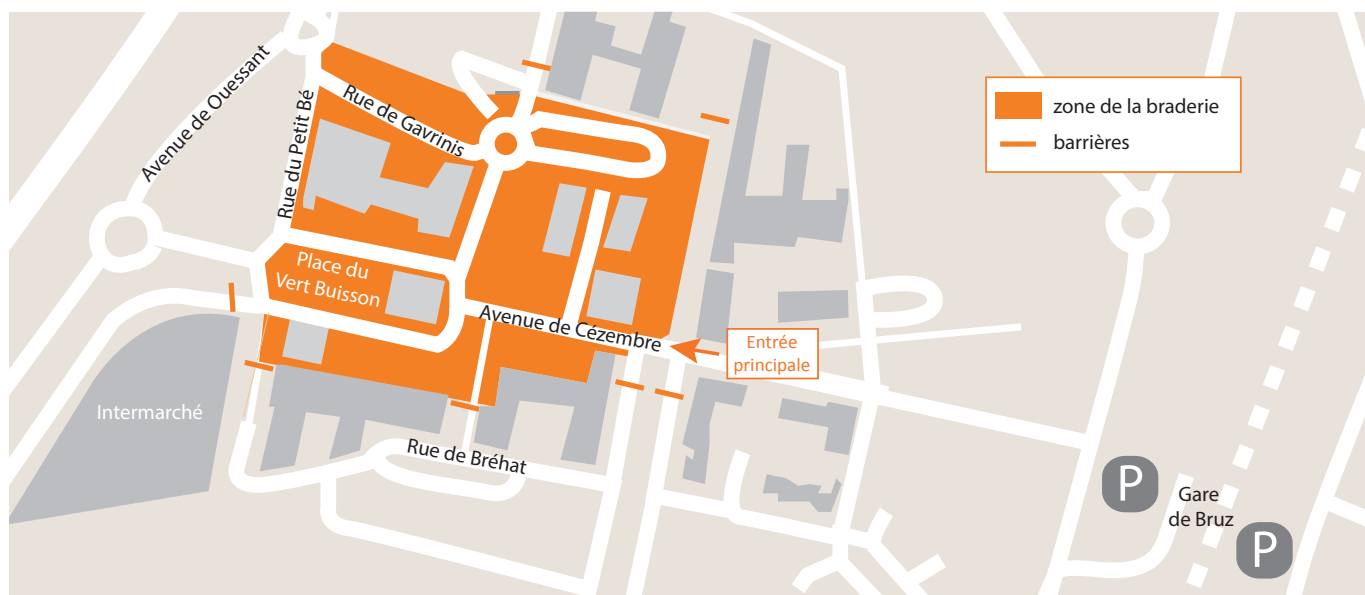 Avenue de Ouessant
Rue du Petit Bé
Rue de Gavrinis
zone de la braderie
barrières
Place du
Vert Buisson
Avenue de Cézembre
Entrée
principale
Intermarché
Rue de Bréhat
P
Gare
de Bruz
P